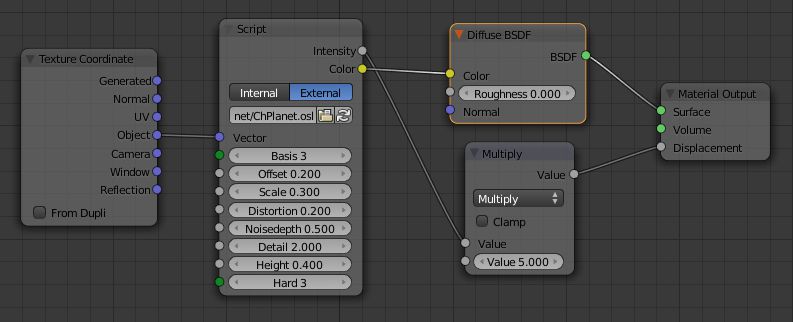 Texture Coordinate
Generated
Normal
UV
Object
Camera
Window
Reflection
From Dupli
Script
Intensity
Color
Internal External
net/ChPlanet.osl
Vector
Basis 3
Offset 0.200
Scale 0.300
Distortion 0.200
Noisedepth 0.500
Detail 2.000
Height 0.400
Hard 3
Diffuse BSDF
BSDF
Color
Roughness 0.000
Normal
Multiply
Value
Multiply
Clamp
Value
Value 5.000
Material Output
Surface
Volume
Displacement